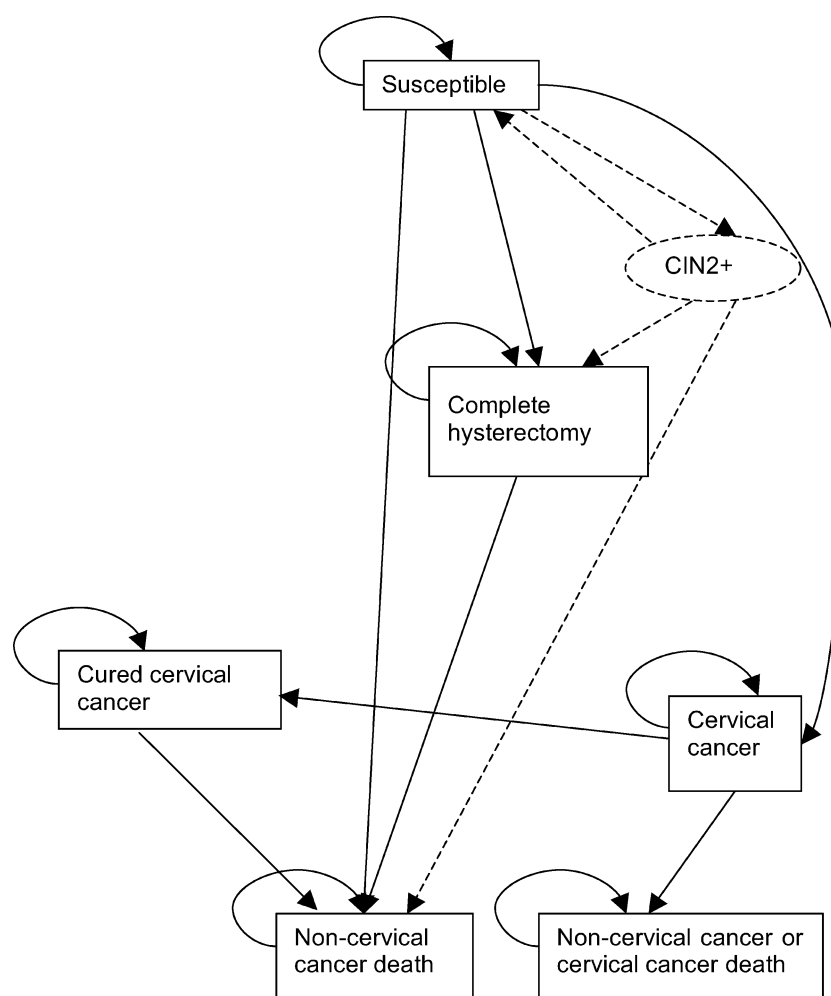 Susceptible
CIN2+
Complete
hysterectomy
Cured cervical
cancer
Cervical
cancer
Non-cervical
cancer death
Non-cervical cancer or
cervical cancer death